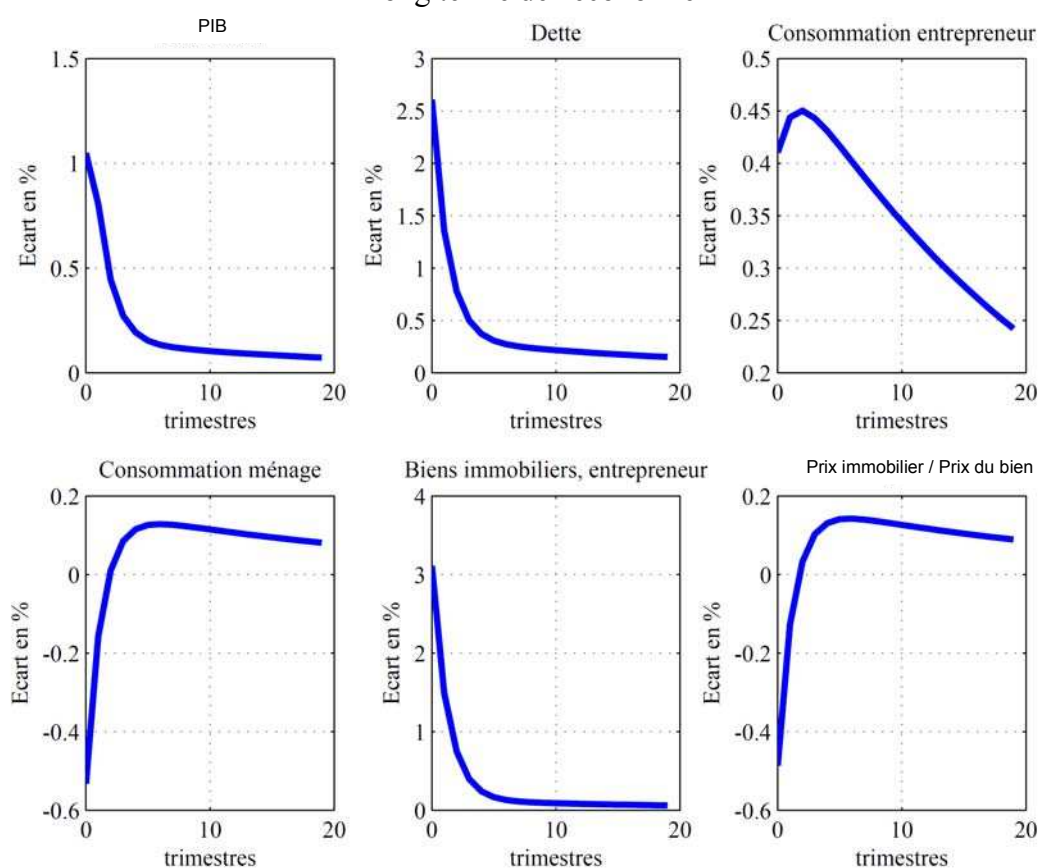 PIB
Dette
Consommation entrepreneur
1.5
1
0.5
0
Ecart en %
0
10
20
trimestres
3
2.5
2
1.5
1
0.5
0
Ecart en %
0
10
20
trimestres
0.5
0.45
0.4
0.35
0.3
0.25
0.2
Ecart en %
0
10
20
trimestres
Consommation ménage
Biens immobiliers, entrepreneur
Prix immobilier / Prix du bien
0.2
0
-0.2
-0.4
-0.6
Ecart en %
0
10
20
trimestres
4
3
2
1
0
Ecart en %
0
10
20
trimestres
0.2
0
-0.2
-0.4
-0.6
Ecart en %
0
10
20
trimestres